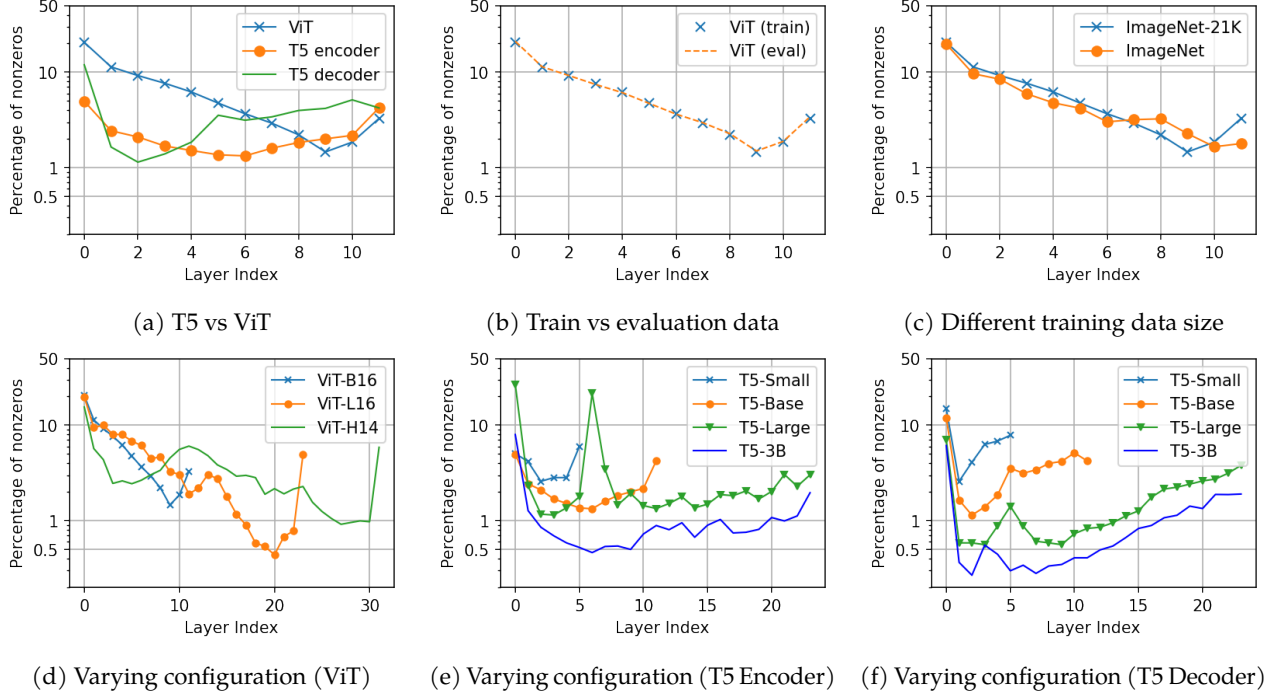 50
10
1
0.5
Percentage of nonzeros
ViT
T5 encoder
T5 decoder
0 2 4 6 8 10
Layer Index
(a) T5 vs ViT
50
10
1
0.5
Percentage of nonzeros
ViT (train)
ViT (eval)
0 2 4 6 8 10
Layer Index
(b) Train vs evaluation data
50
10
1
0.5
Percentage of nonzeros
ImageNet-21K
ImageNet
0 2 4 6 8 10
Layer Index
(c) Different training data size
50
10
1
0.5
Percentage of nonzeros
ViT-B16
ViT-L16
ViT-H14
0 10 20 30
Layer Index
(d) Varying configuration (ViT)
50
10
1
0.5
Percentage of nonzeros
T5-Small
T5-Base
T5-Large
T5-3B
0 5 10 15 20
Layer Index
(e) Varying configuration (T5 Encoder)
50
10
1
0.5
Percentage of nonzeros
T5-Small
T5-Base
T5-Large
T5-3B
0 5 10 15 20
Layer Index
(f) Varying configuration (T5 Decoder)